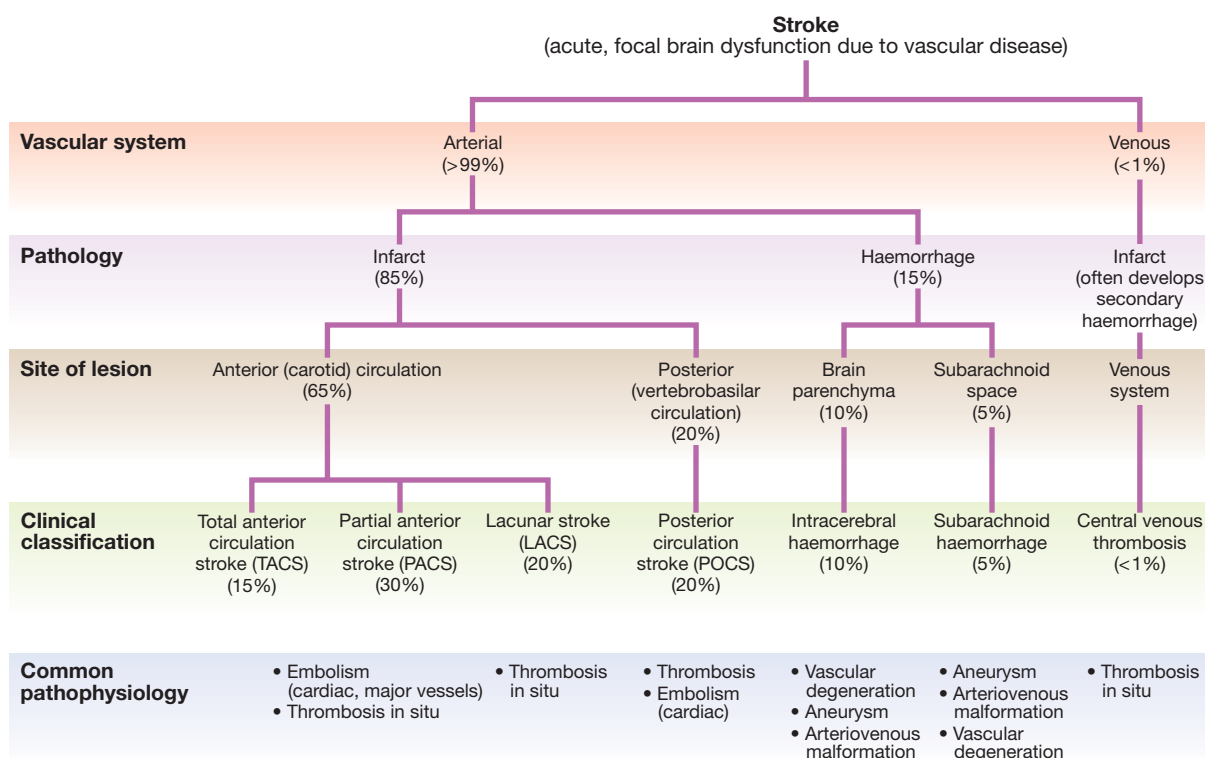 Stroke
(acute, focal brain dysfunction due to vascular disease)
Vascular system
Arterial
(>99%)
Venous
(<1%)
Pathology
Infarct
(85%)
Haemorrhage
(15%)
Infarct
(often develops
secondary
haemorrhage)
Site of lesion
Anterior (carotid) circulation
(65%)
Posterior
(vertebrobasilar
circulation)
(20%)
Brain
parenchyma
(10%)
Subarachnoid
space
(5%)
Venous
system
Clinical
classification
Total anterior
circulation
stroke (TACS)
(15%)
Partial anterior
circulation
stroke (PACS)
(30%)
Lacunar stroke
(LACS)
(20%)
Posterior
circulation
stroke (POCS)
(20%)
Intracerebral
haemorrhage
(10%)
Subarachnoid
haemorrhage
(5%)
Central venous
thrombosis
(<1%)
Common
pathophysiology
• Embolism
(cardiac, major vessels)
• Thrombosis in situ
• Thrombosis
in situ
• Thrombosis
• Embolism
(cardiac)
• Vascular
degeneration
• Aneurysm
• Arteriovenous
malformation
• Aneurysm
• Arteriovenous
malformation
• Vascular
degeneration
• Thrombosis
in situ